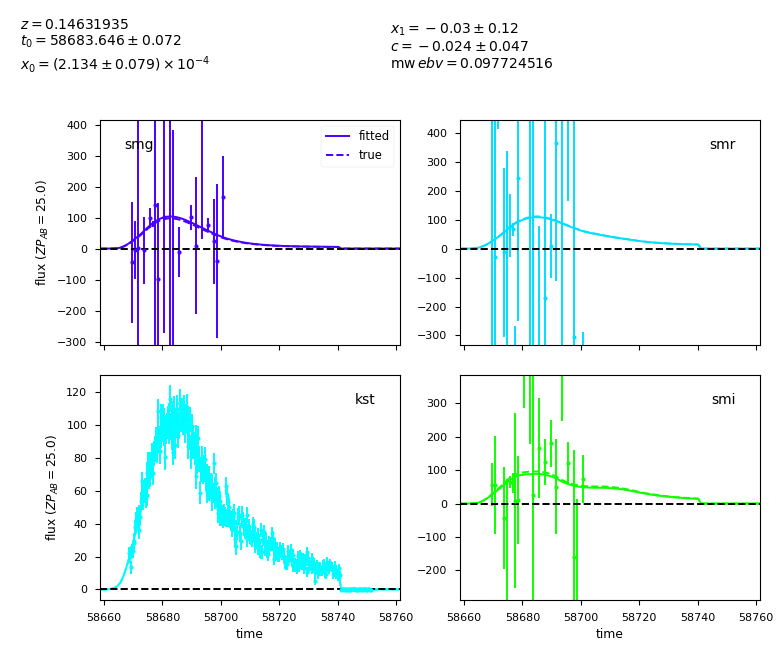 z = 0.14631935
t₀ = 58683.646 ± 0.072
x₀ = (2.134 ± 0.079) × 10⁻⁴
x₁ = −0.03 ± 0.12
c = −0.024 ± 0.047
mw ebv = 0.097724516
smg
fitted
true
400
300
200
100
0
−100
−200
−300
flux (ZP_AB = 25.0)
smr
400
300
200
100
0
−100
−200
−300
kst
120
100
80
60
40
20
0
flux (ZP_AB = 25.0)
58660 58680 58700 58720 58740 58760
time
smi
300
200
100
0
−100
−200
58660 58680 58700 58720 58740 58760
time